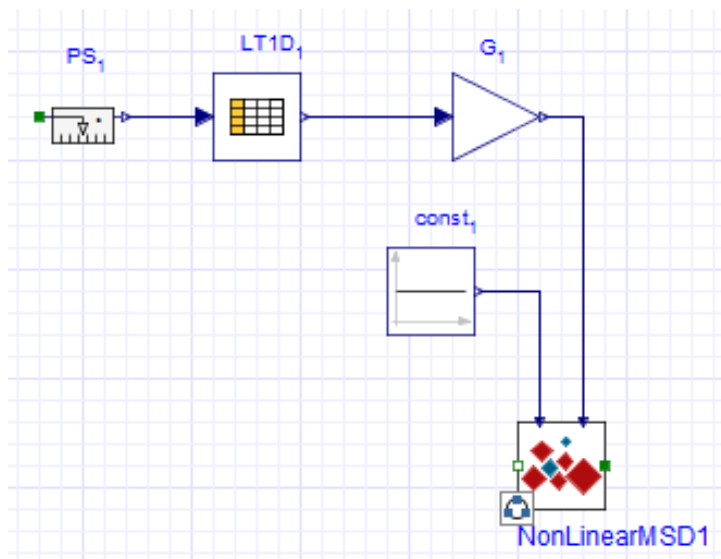 PS₁
LT1D₁
G₁
const₁
NonLinearMSD1